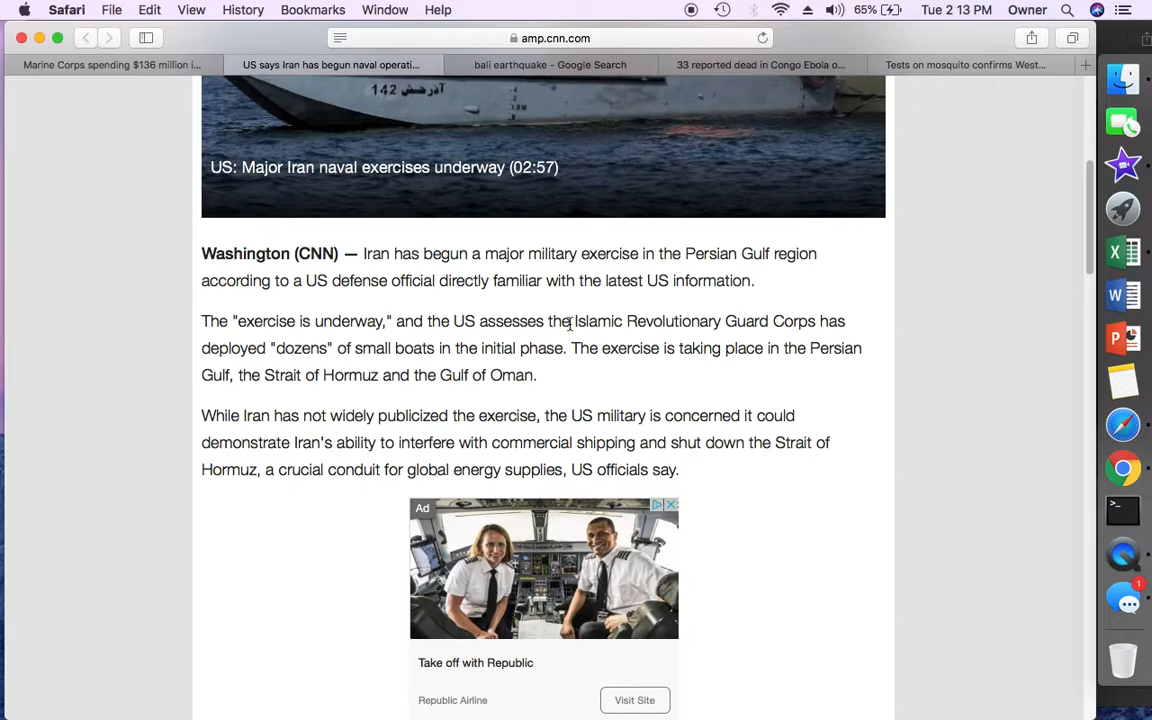 Safari File Edit View History Bookmarks Window Help 65% Tue 2 13 PM Owner
amp.cnn.com
Marine Corps spending $136 million i... US says Iran has begun naval operati... bali earthquake - Google Search 33 reported dead in Congo Ebola o... Tests on mosquito confirms West... +
آذرخش 142
US: Major Iran naval exercises underway (02:57)
Washington (CNN) — Iran has begun a major military exercise in the Persian Gulf region
according to a US defense official directly familiar with the latest US information.
The "exercise is underway," and the US assesses the Islamic Revolutionary Guard Corps has
deployed "dozens" of small boats in the initial phase. The exercise is taking place in the Persian
Gulf, the Strait of Hormuz and the Gulf of Oman.
While Iran has not widely publicized the exercise, the US military is concerned it could
demonstrate Iran's ability to interfere with commercial shipping and shut down the Strait of
Hormuz, a crucial conduit for global energy supplies, US officials say.
Ad
Take off with Republic
Republic Airline Visit Site
X
W
P
>_
1